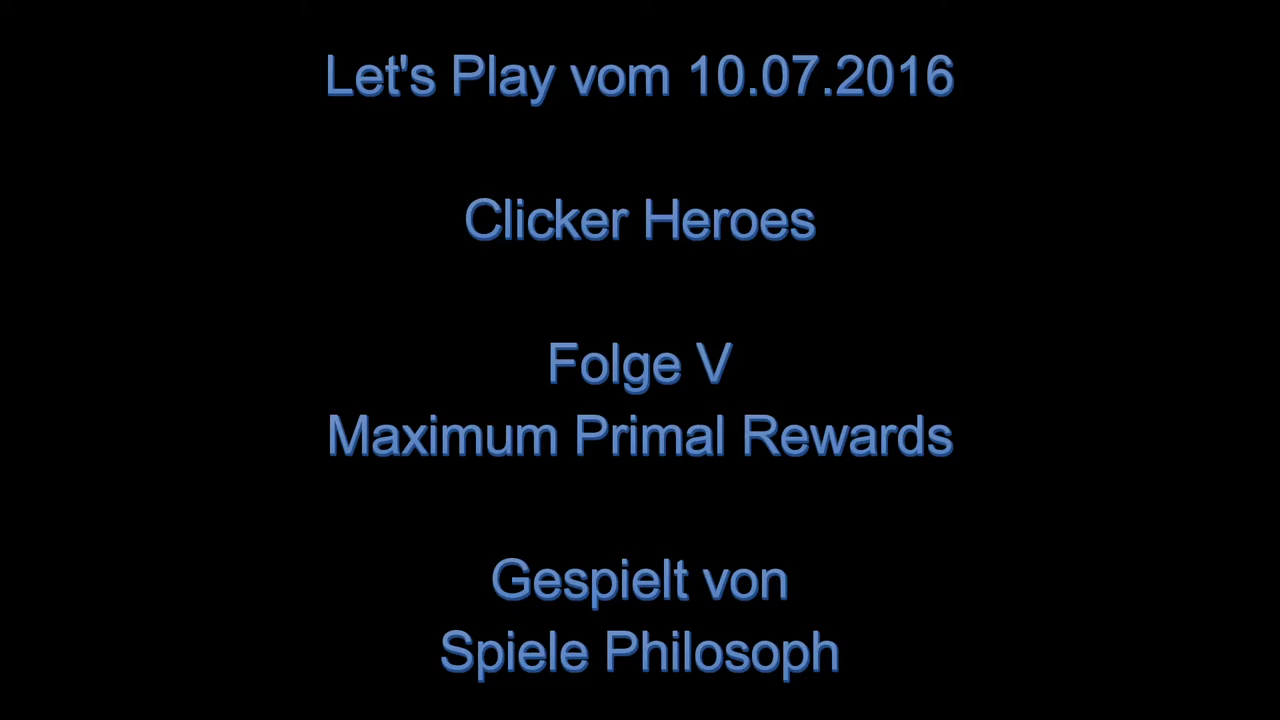 Let's Play vom 10.07.2016
Clicker Heroes
Folge V
Maximum Primal Rewards
Gespielt von
Spiele Philosoph